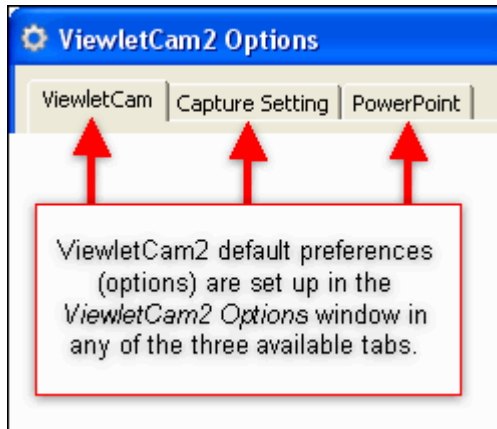 ViewletCam2 Options
ViewletCam Capture Setting PowerPoint
ViewletCam2 default preferences
(options) are set up in the
ViewletCam2 Options window in
any of the three available tabs.